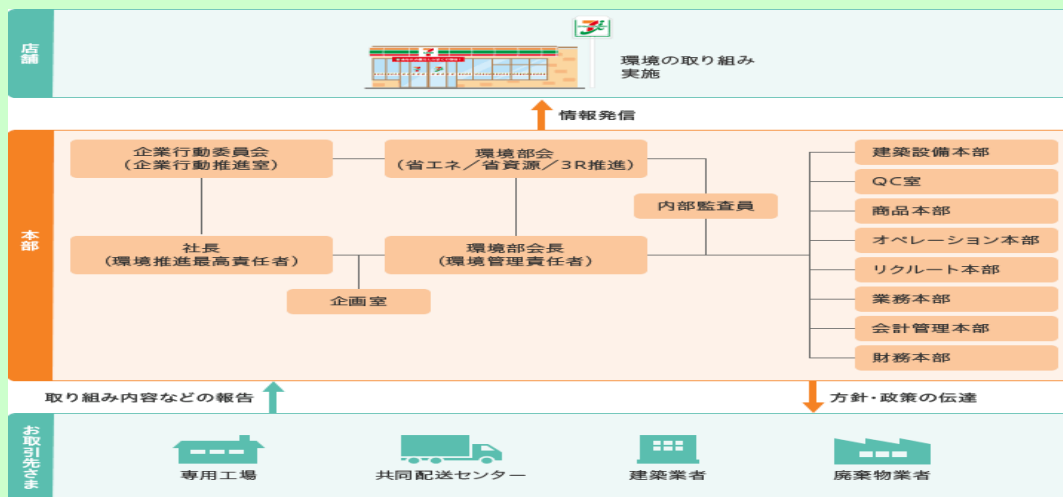 店舗
環境の取り組み
実施
情報発信
本部
企業行動委員会
(企業行動推進室)
環境部会
(省エネ／省資源／3R推進)
内部監査員
社長
(環境推進最高責任者)
環境部会長
(環境管理責任者)
企画室
建築設備本部
QC室
商品本部
オペレーション本部
リクルート本部
業務本部
会計管理本部
財務本部
取り組み内容などの報告
方針・政策の伝達
お取引先さま
専用工場
共同配送センター
建築業者
廃棄物業者